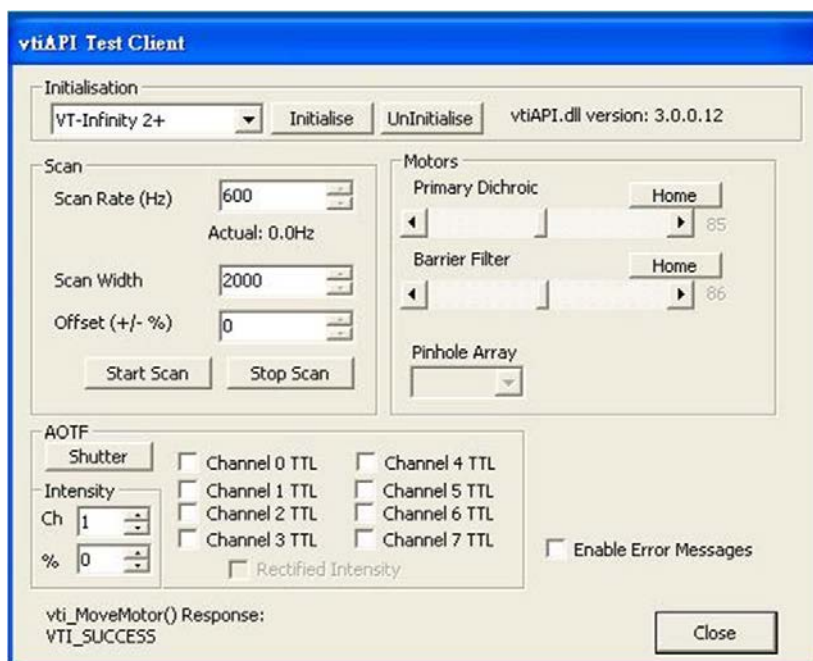 vtiAPI Test Client
Initialisation
VT-Infinity 2+ Initialise UnInitialise vtiAPI.dll version: 3.0.0.12
Scan
Scan Rate (Hz) 600
Actual: 0.0Hz
Scan Width 2000
Offset (+/- %) 0
Start Scan Stop Scan
Motors
Primary Dichroic Home
85
Barrier Filter Home
86
Pinhole Array
AOTF
Shutter
Intensity
Ch 1
% 0
Channel 0 TTL Channel 4 TTL
Channel 1 TTL Channel 5 TTL
Channel 2 TTL Channel 6 TTL
Channel 3 TTL Channel 7 TTL
Rectified Intensity
Enable Error Messages
vti_MoveMotor() Response:
VTI_SUCCESS
Close